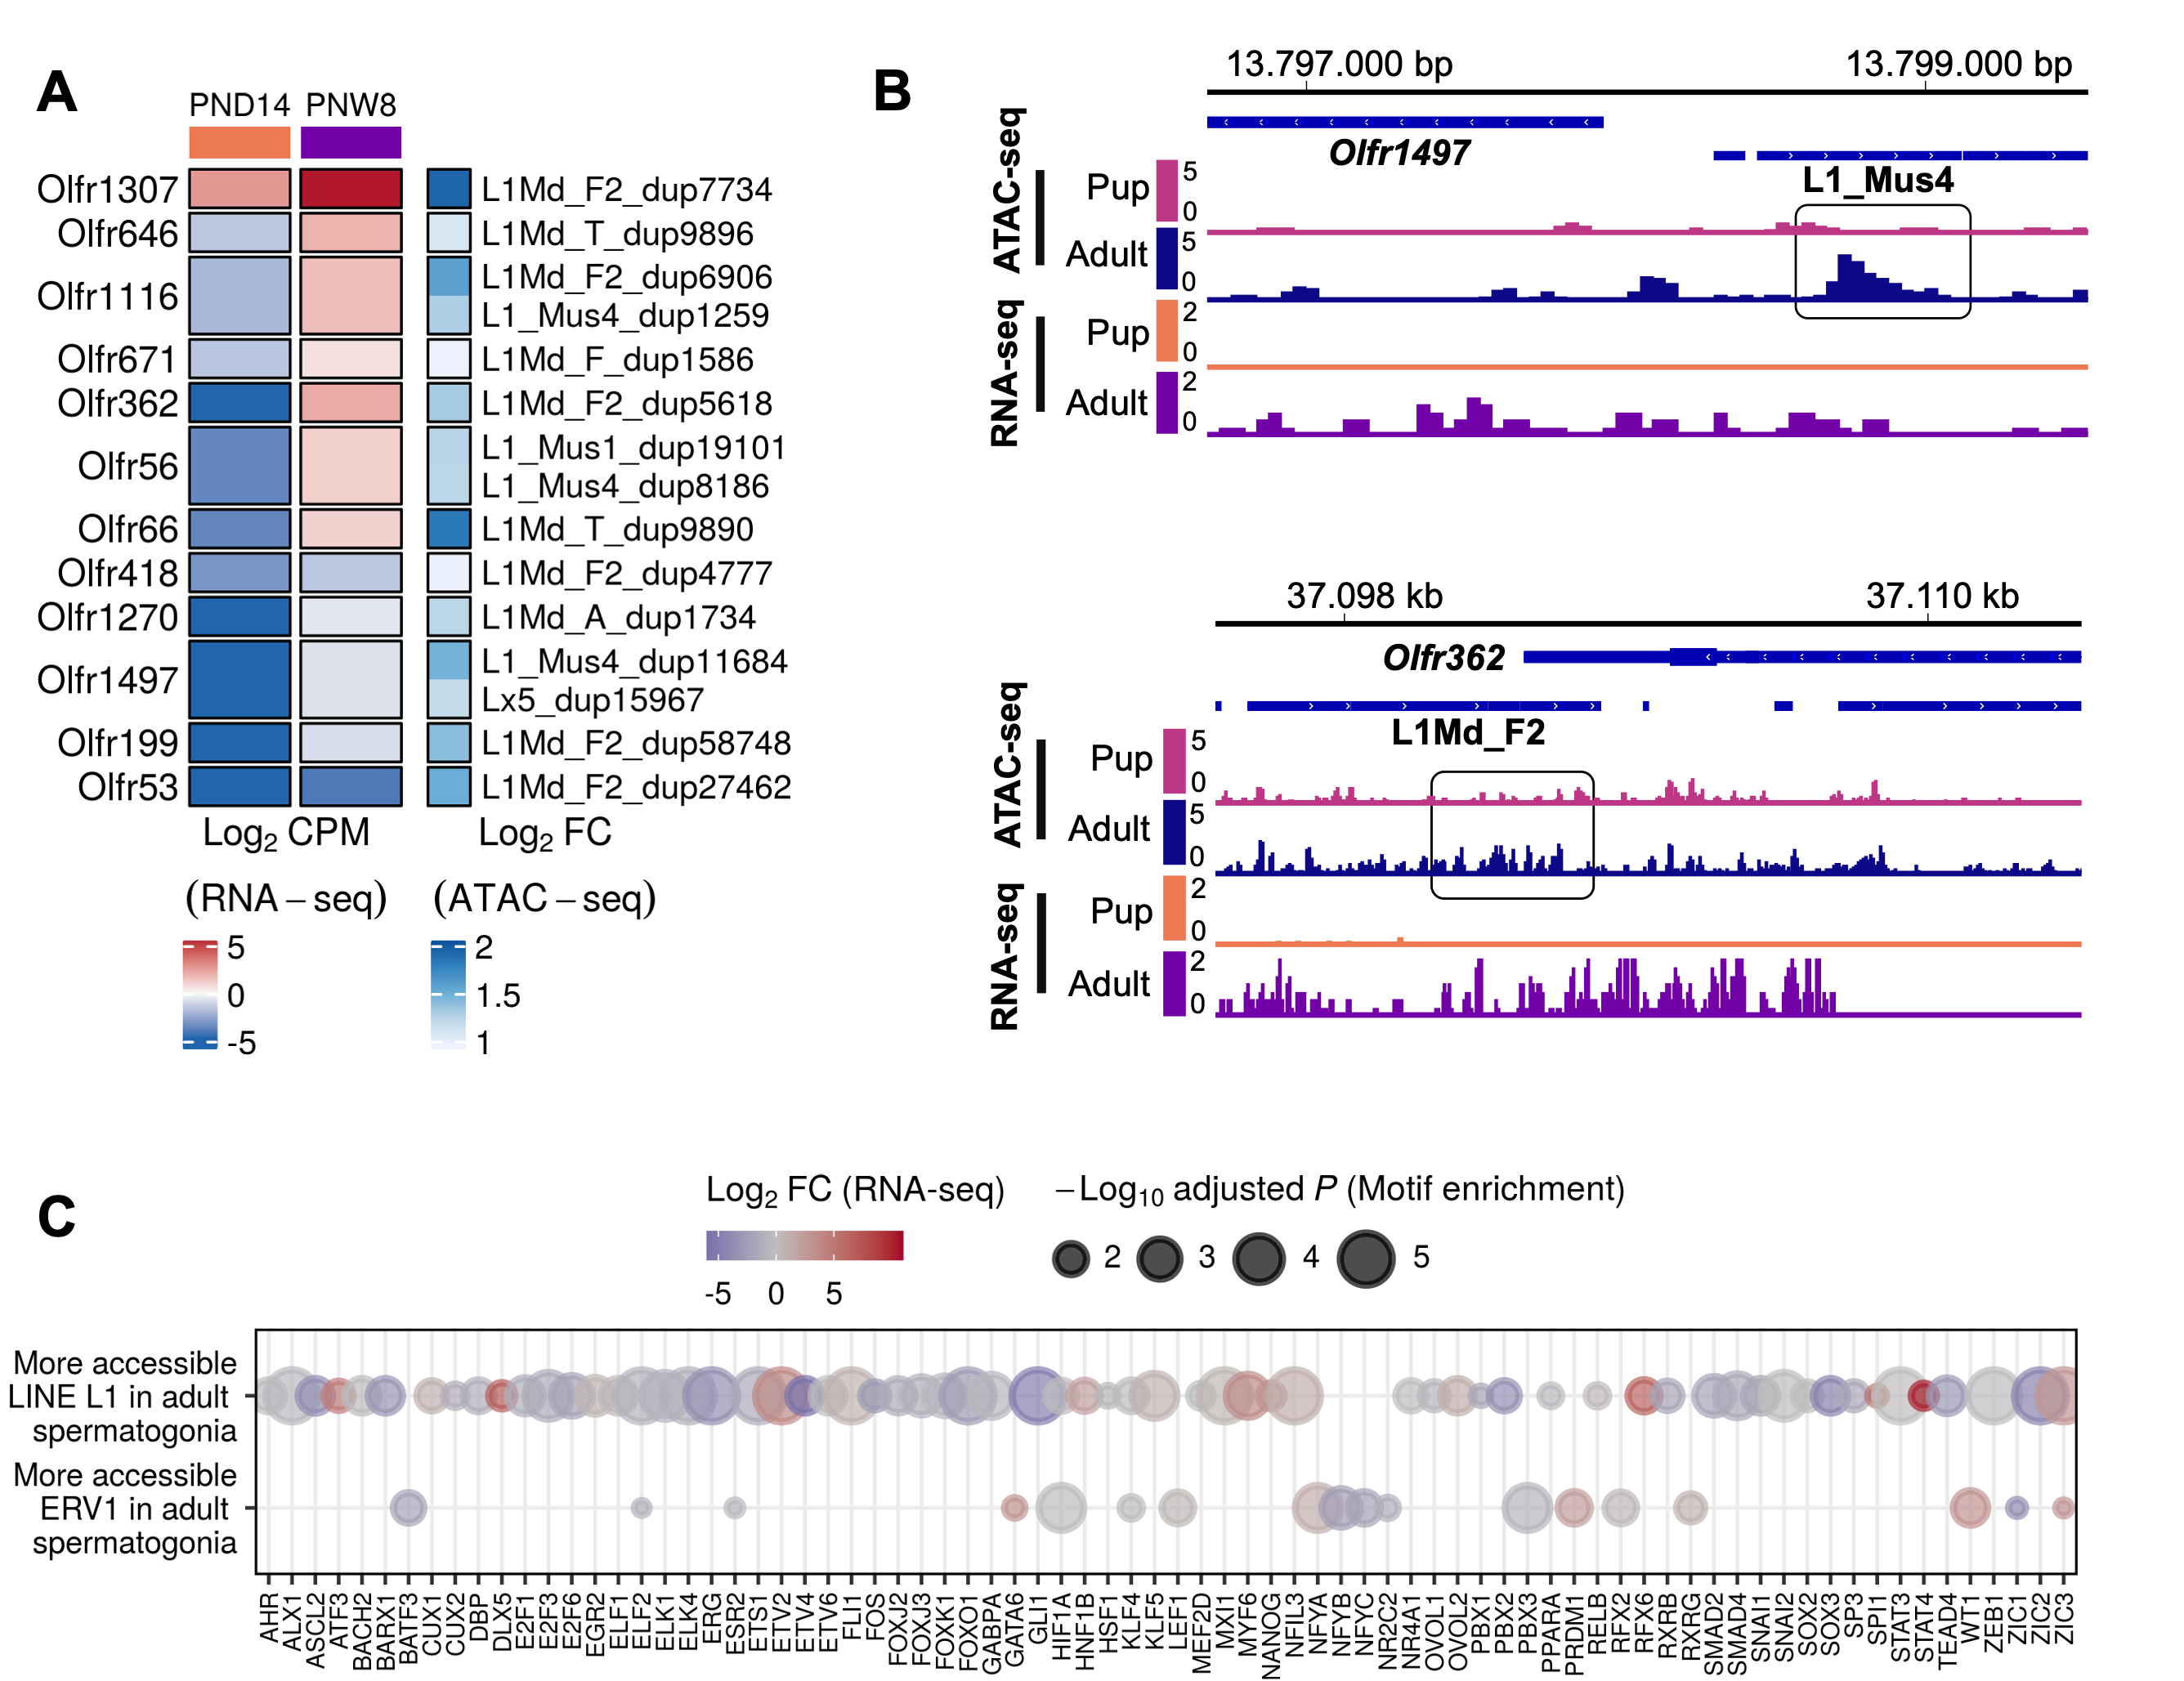 A
PND14 PNW8
Olfr1307
Olfr646
Olfr1116
Olfr671
Olfr362
Olfr56
Olfr66
Olfr418
Olfr1270
Olfr1497
Olfr199
Olfr53
L1Md_F2_dup7734
L1Md_T_dup9896
L1Md_F2_dup6906
L1_Mus4_dup1259
L1Md_F_dup1586
L1Md_F2_dup5618
L1_Mus1_dup19101
L1_Mus4_dup8186
L1Md_T_dup9890
L1Md_F2_dup4777
L1Md_A_dup1734
L1_Mus4_dup11684
Lx5_dup15967
L1Md_F2_dup58748
L1Md_F2_dup27462
Log₂ CPM
(RNA – seq)
5
0
-5
Log₂ FC
(ATAC – seq)
2
1.5
1
B
13.797.000 bp 13.799.000 bp
Olfr1497
L1_Mus4
ATAC-seq
Pup 5 0
Adult 5 0
RNA-seq
Pup 2 0
Adult 2 0
37.098 kb 37.110 kb
Olfr362
L1Md_F2
ATAC-seq
Pup 5 0
Adult 5 0
RNA-seq
Pup 2 0
Adult 2 0
C
Log₂ FC (RNA-seq)
-5 0 5
–Log₁₀ adjusted P (Motif enrichment)
2 3 4 5
More accessible
LINE L1 in adult
spermatogonia
More accessible
ERV1 in adult
spermatogonia
AHR
ALX1
ASCL2
ATF3
BACH2
BARX1
BATF3
CUX1
CUX2
DBP
DLX5
E2F1
E2F3
E2F6
EGR2
ELF1
ELF2
ELK1
ELK4
ERG
ESR2
ETS1
ETV2
ETV4
ETV6
FLI1
FOS
FOXJ2
FOXJ3
FOXK1
FOXO1
GABPA
GATA6
GLI1
HIF1A
HNF1B
HSF1
KLF4
KLF5
LEF1
MEF2D
MXI1
MYF6
NANOG
NFIL3
NFYA
NFYB
NFYC
NR2C2
NR4A1
OVOL1
OVOL2
PBX1
PBX2
PBX3
PPARA
PRDM1
RELB
RFX2
RFX6
RXRB
RXRG
SMAD2
SMAD4
SNAI1
SNAI2
SOX2
SOX3
SP3
SPI1
STAT3
STAT4
TEAD4
WT1
ZEB1
ZIC1
ZIC2
ZIC3